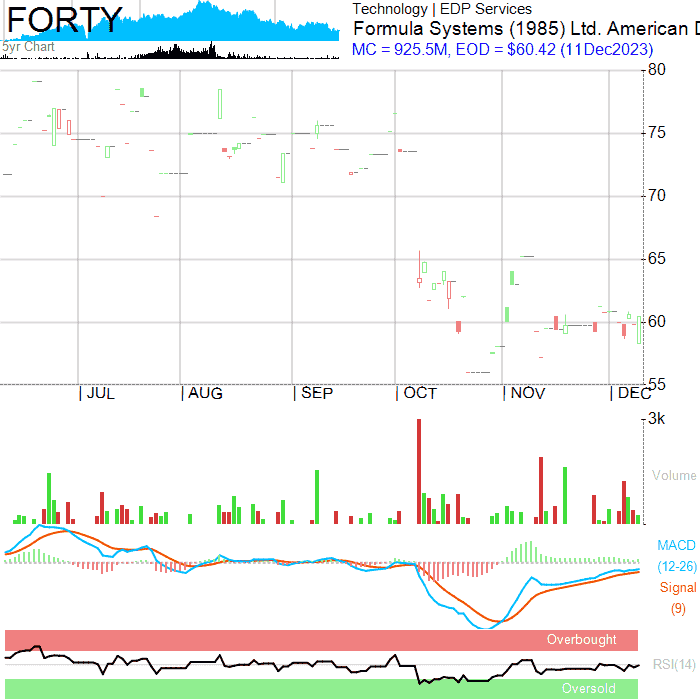 FORTY
5yr Chart
Technology | EDP Services
Formula Systems (1985) Ltd. American D
MC = 925.5M, EOD = $60.42 (11Dec2023)
80
75
70
65
60
55
JUL
AUG
SEP
OCT
NOV
DEC
3k
Volume
MACD
(12-26)
Signal
(9)
Overbought
RSI(14)
Oversold